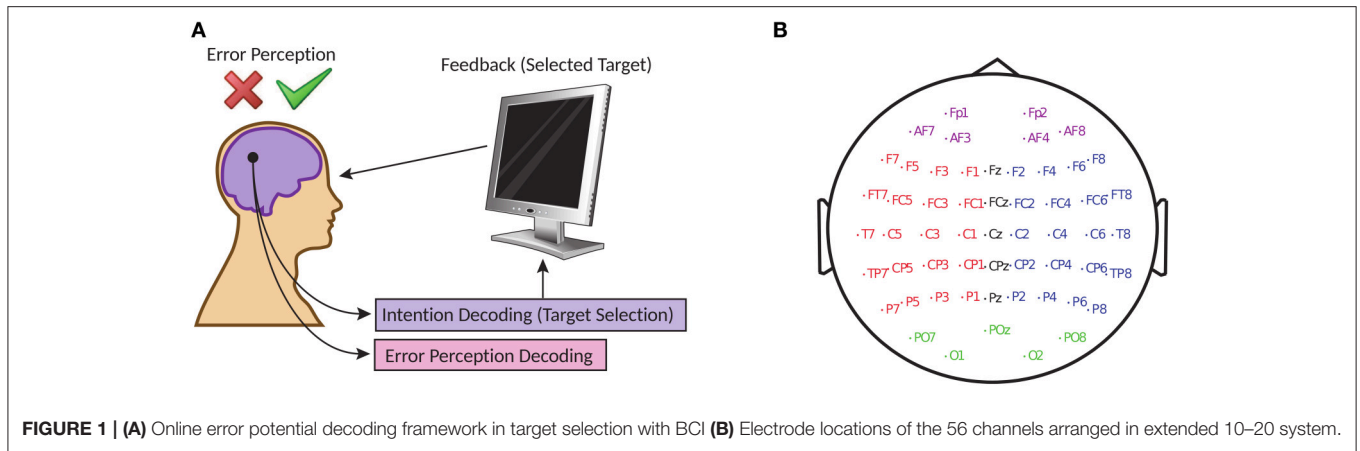 A
Error Perception
Feedback (Selected Target)
Intention Decoding (Target Selection)
Error Perception Decoding
B
Fp1 Fp2
AF7 AF3 AF4 AF8
F7 F5 F3 F1 Fz F2 F4 F6 F8
FT7 FC5 FC3 FC1 FCz FC2 FC4 FC6 FT8
T7 C5 C3 C1 Cz C2 C4 C6 T8
TP7 CP5 CP3 CP1 CPz CP2 CP4 CP6 TP8
P7 P5 P3 P1 Pz P2 P4 P6 P8
PO7 POz PO8
O1 O2
FIGURE 1 | (A) Online error potential decoding framework in target selection with BCI (B) Electrode locations of the 56 channels arranged in extended 10–20 system.